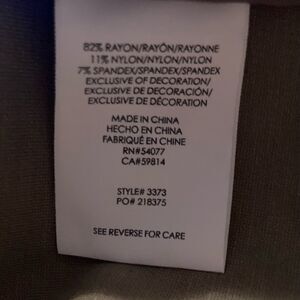 82% RAYON/RAYÓN/RAYONNE
11% NYLON/NYLON/NYLON
7% SPANDEX/SPANDEX/SPANDEX
EXCLUSIVE OF DECORATION/
EXCLUSIVE DE DECORACIÓN/
EXCLUSIVE DE DÉCORATION
MADE IN CHINA
HECHO EN CHINA
FABRIQUÉ EN CHINE
RN#54077
CA#59814
STYLE# 3373
PO# 218375
SEE REVERSE FOR CARE